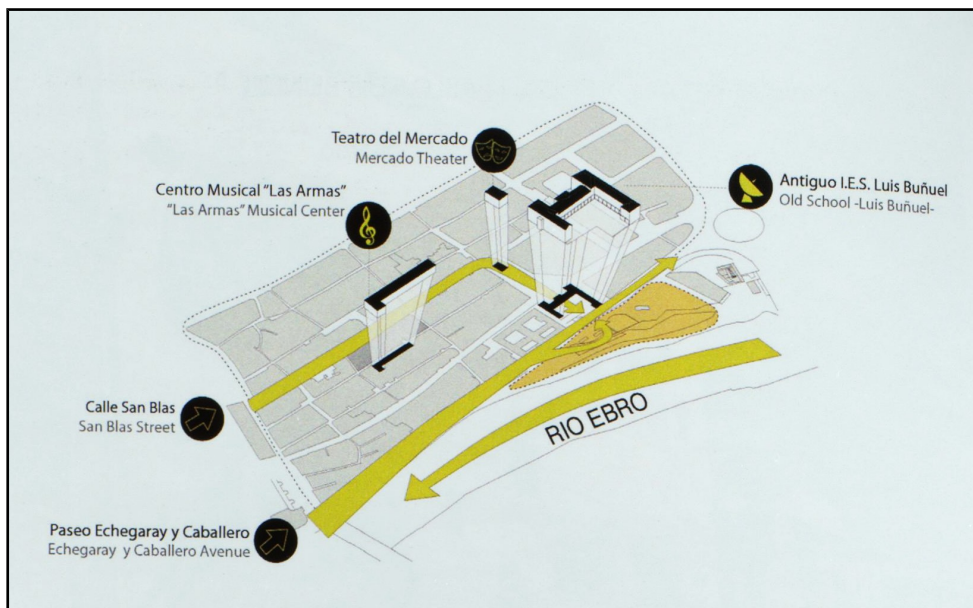 Teatro del Mercado
Mercado Theater
Centro Musical "Las Armas"
"Las Armas" Musical Center
Antiguo I.E.S. Luis Buñuel
Old School -Luis Buñuel-
Calle San Blas
San Blas Street
RIO EBRO
Paseo Echegaray y Caballero
Echegaray y Caballero Avenue